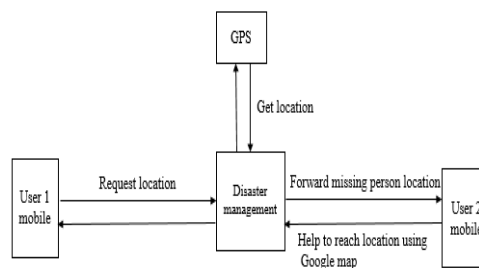 GPS
Get location
User 1
mobile
Request location
Disaster
management
Forward missing person location
User 2
mobile
Help to reach location using
Google map